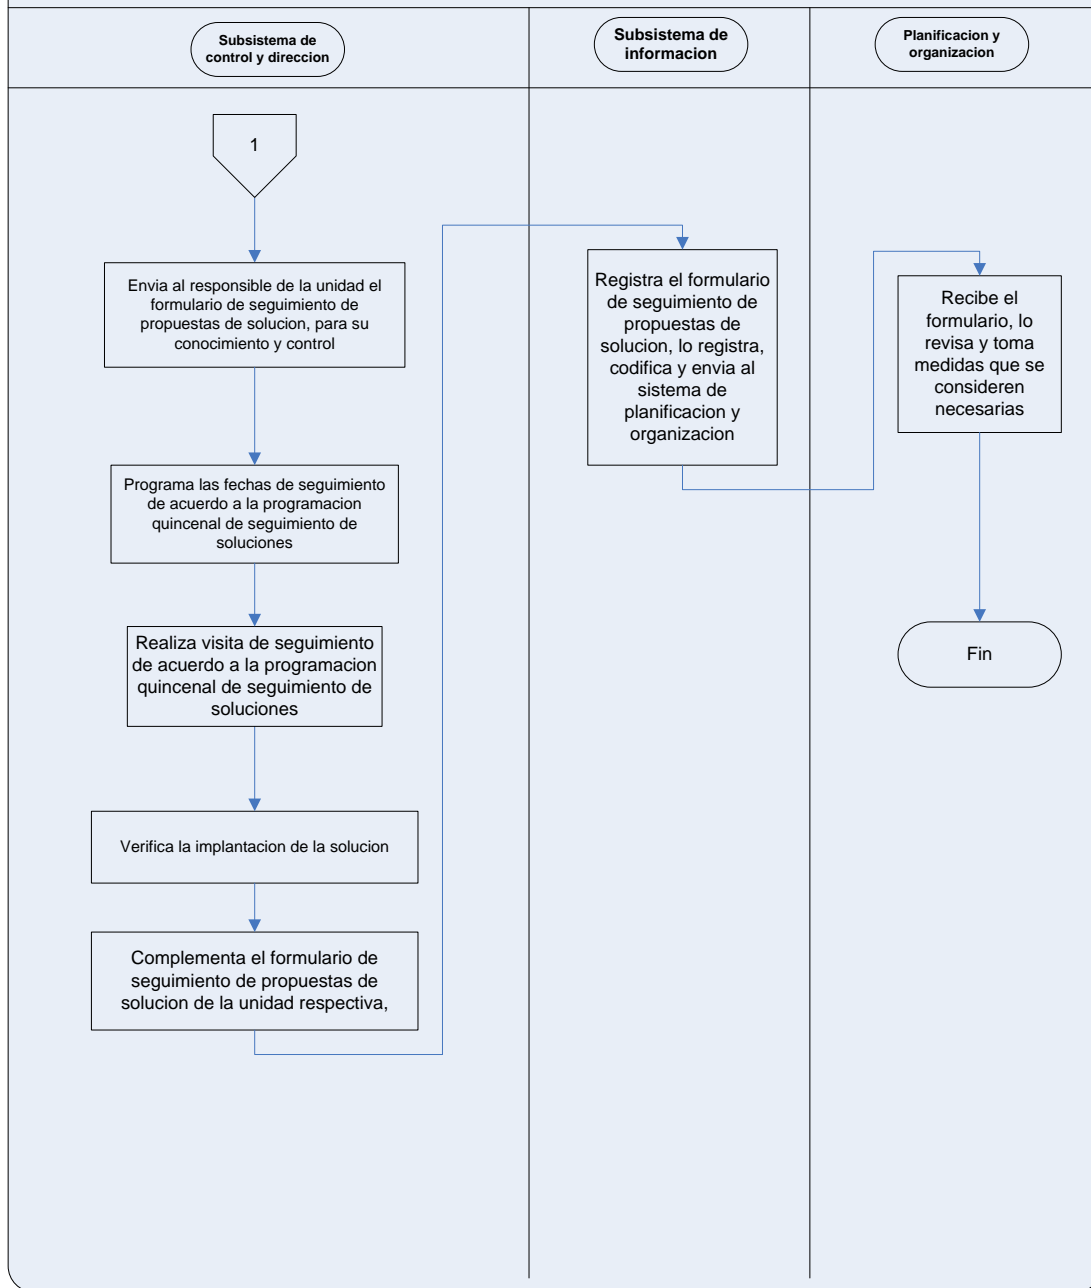 Subsistema de
control y direccion
Subsistema de
informacion
Planificacion y
organizacion
1
Envia al responsible de la unidad el
formulario de seguimiento de
propuestas de solucion, para su
conocimiento y control
Programa las fechas de seguimiento
de acuerdo a la programacion
quincenal de seguimiento de
soluciones
Realiza visita de seguimiento
de acuerdo a la programacion
quincenal de seguimiento de
soluciones
Verifica la implantacion de la solucion
Complementa el formulario de
seguimiento de propuestas de
solucion de la unidad respectiva,
Registra el formulario
de seguimiento de
propuestas de
solucion, lo registra,
codifica y envia al
sistema de
planificacion y
organizacion
Recibe el
formulario, lo
revisa y toma
medidas que se
consideren
necesarias
Fin